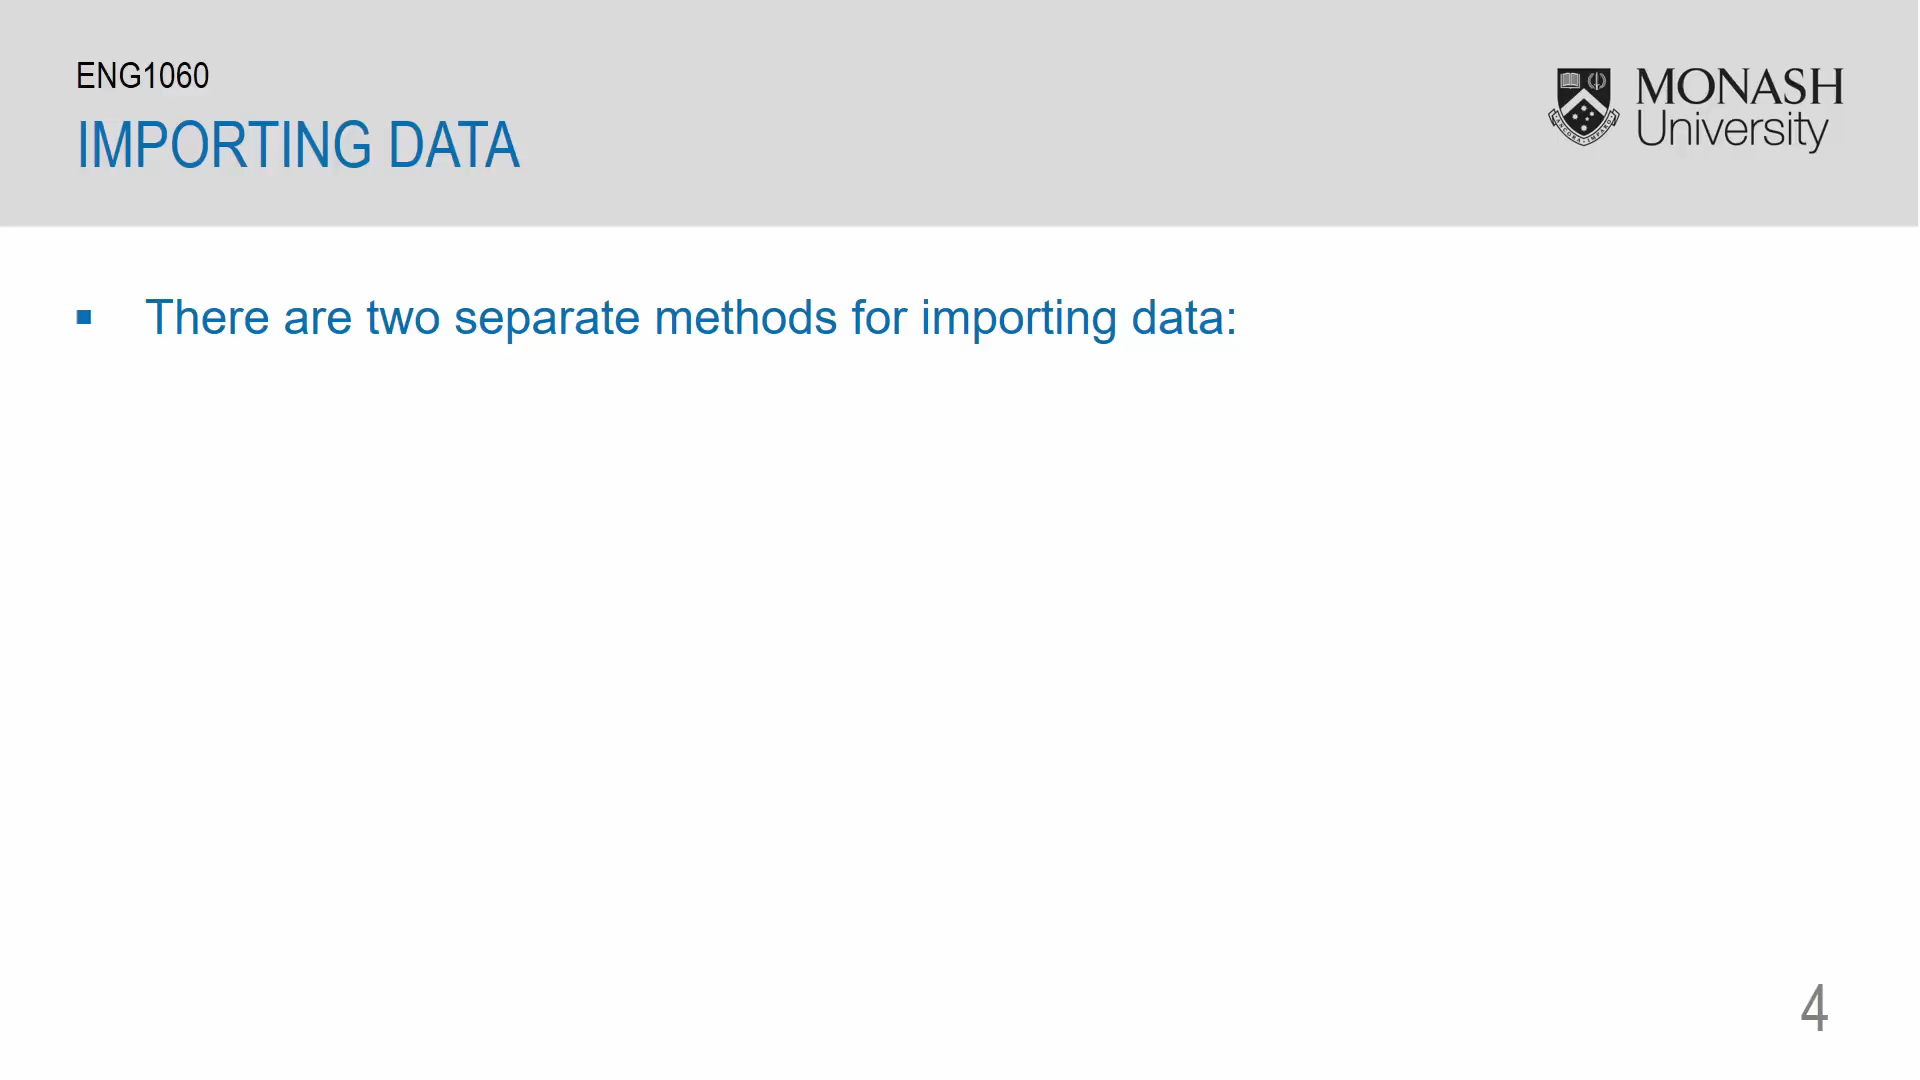 ENG1060
IMPORTING DATA
MONASH
University
▪ There are two separate methods for importing data:
4